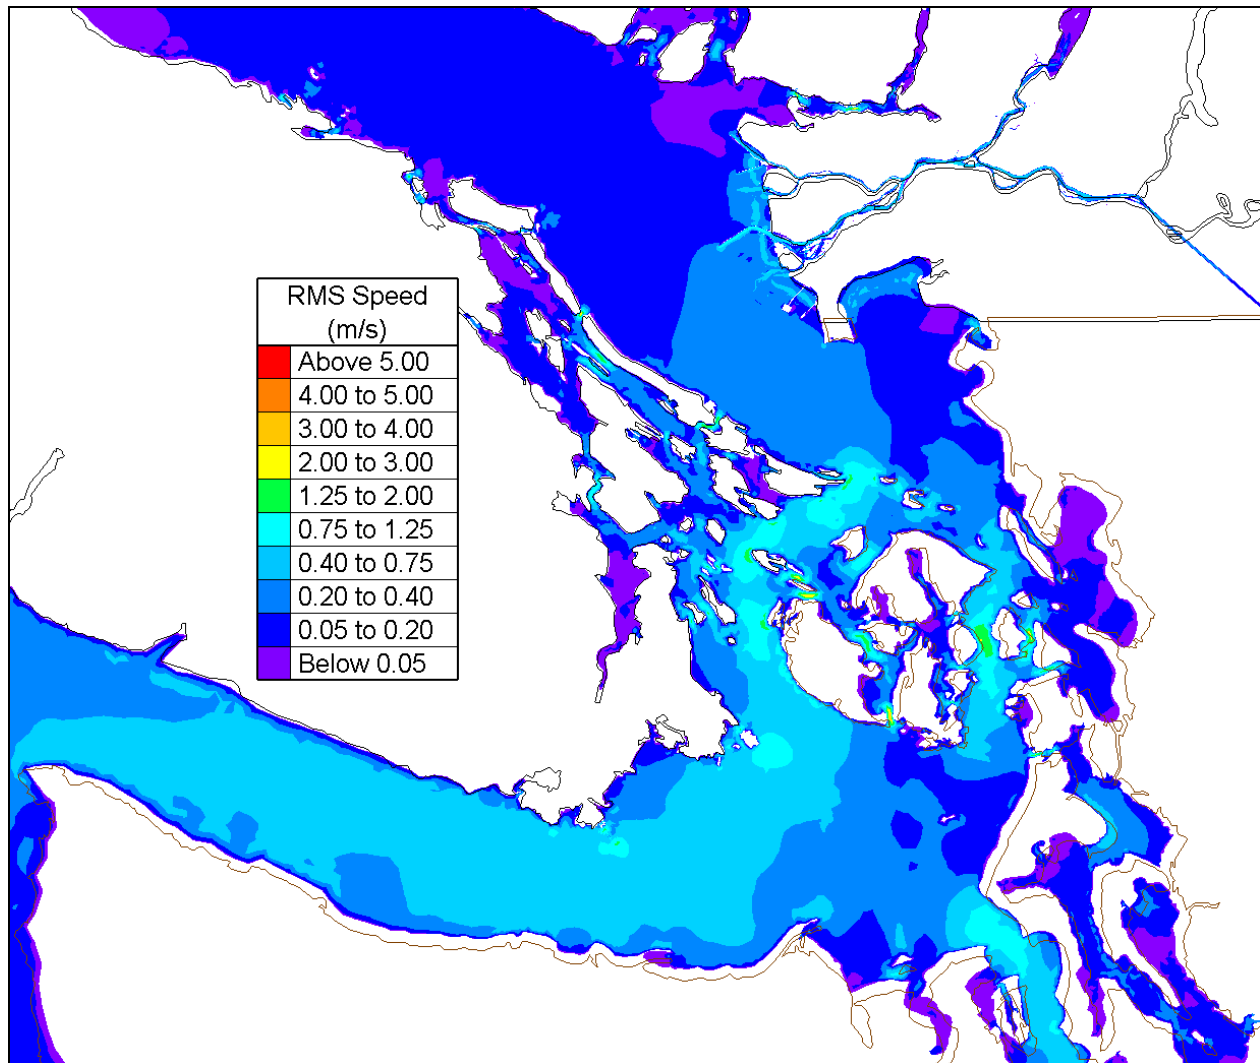 RMS Speed
(m/s)
Above 5.00
4.00 to 5.00
3.00 to 4.00
2.00 to 3.00
1.25 to 2.00
0.75 to 1.25
0.40 to 0.75
0.20 to 0.40
0.05 to 0.20
Below 0.05